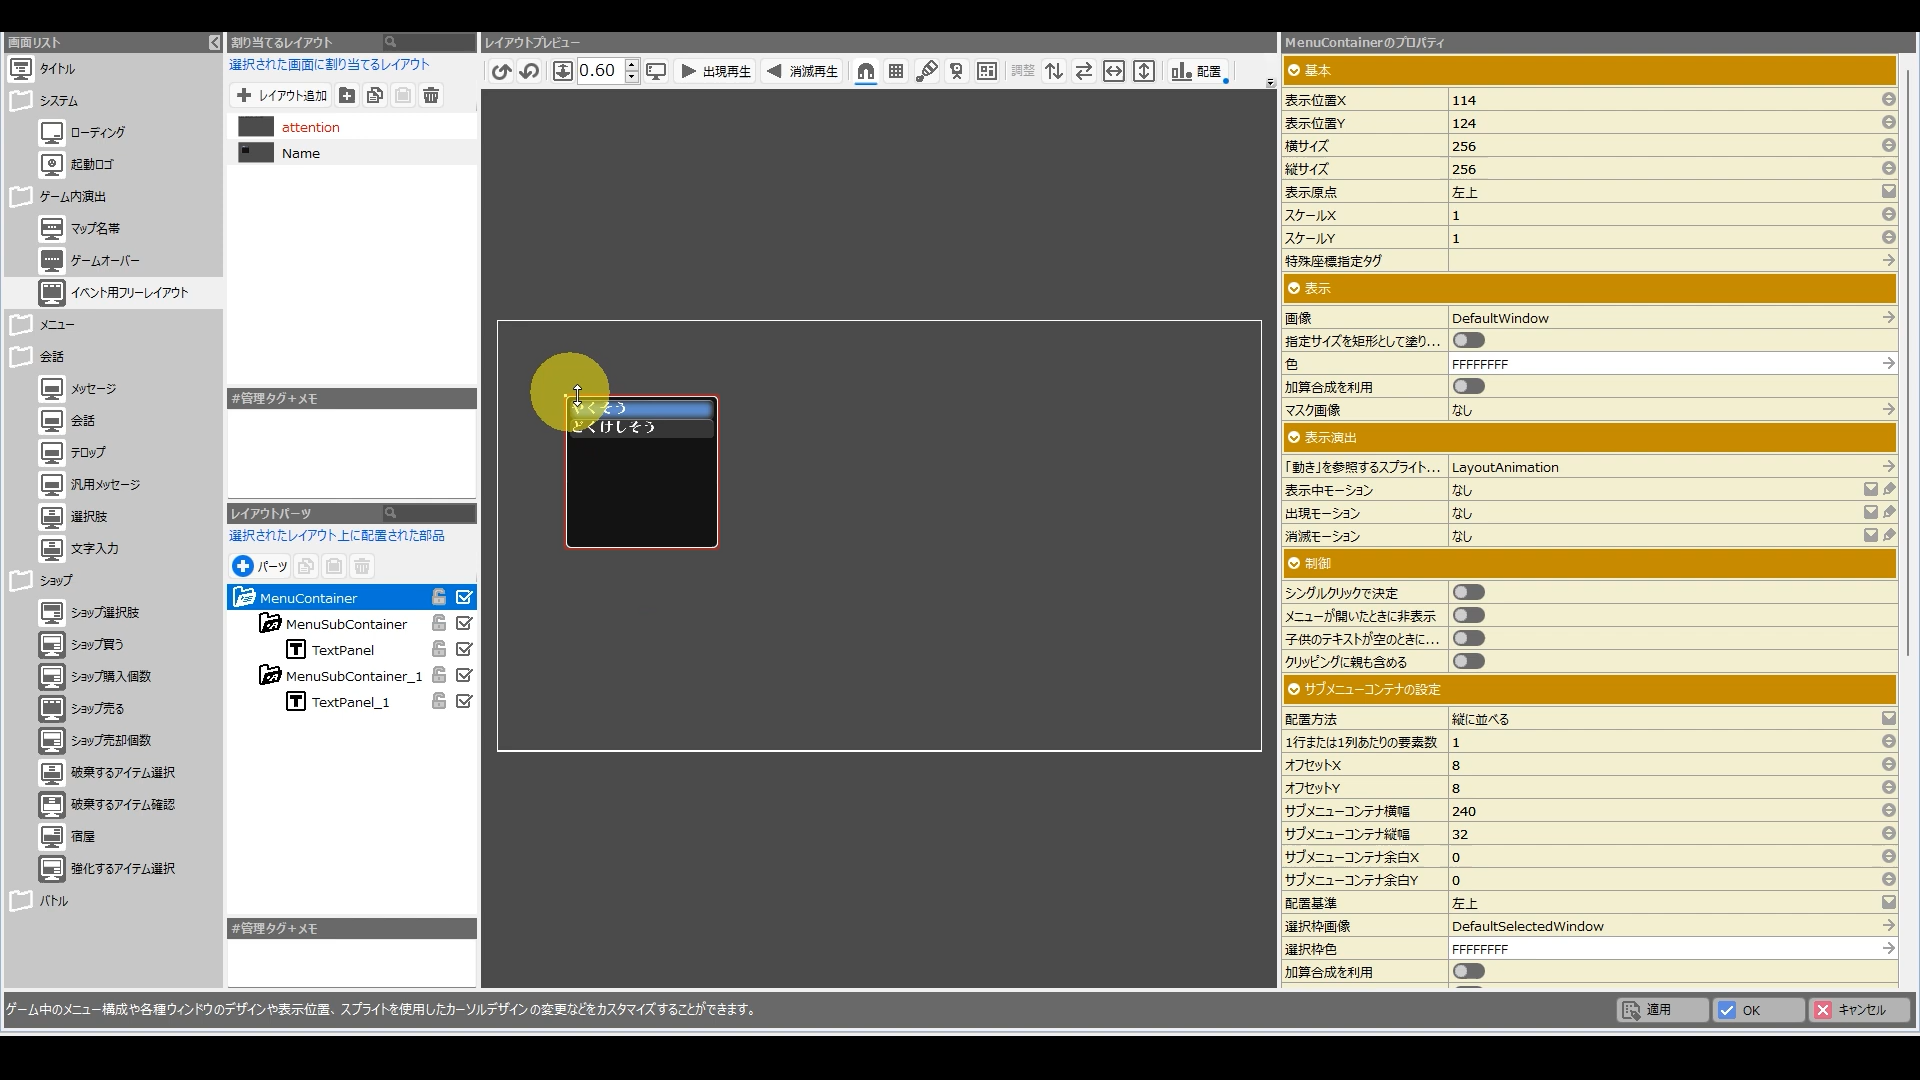 画面リスト
タイトル
システム
ローディング
起動ロゴ
ゲーム内演出
マップ名帯
ゲームオーバー
イベント用フリーレイアウト
メニュー
会話
メッセージ
会話
テロップ
汎用メッセージ
選択肢
文字入力
ショップ
ショップ選択肢
ショップ買う
ショップ購入個数
ショップ売る
ショップ売却個数
破棄するアイテム選択
破棄するアイテム確認
宿屋
強化するアイテム選択
バトル
割り当てるレイアウト
選択された画面に割り当てるレイアウト
レイアウト追加
attention
Name
#管理タグ+メモ
レイアウトパーツ
選択されたレイアウト上に配置された部品
パーツ
MenuContainer
MenuSubContainer
TextPanel
MenuSubContainer_1
TextPanel_1
#管理タグ+メモ
レイアウトプレビュー
0.60 出現再生 消滅再生 調整 配置
やくそう
どくけしそう
MenuContainerのプロパティ
基本
表示位置X 114
表示位置Y 124
横サイズ 256
縦サイズ 256
表示原点 左上
スケールX 1
スケールY 1
特殊座標指定タグ
表示
画像 DefaultWindow
指定サイズを矩形として塗り...
色 FFFFFFFF
加算合成を利用
マスク画像 なし
表示演出
「動き」を参照するスプライト... LayoutAnimation
表示中モーション なし
出現モーション なし
消滅モーション なし
制御
シングルクリックで決定
メニューが開いたときに非表示
子供のテキストが空のときに...
クリッピングに親も含める
サブメニューコンテナの設定
配置方法 縦に並べる
1行または1列あたりの要素数 1
オフセットX 8
オフセットY 8
サブメニューコンテナ横幅 240
サブメニューコンテナ縦幅 32
サブメニューコンテナ余白X 0
サブメニューコンテナ余白Y 0
配置基準 左上
選択枠画像 DefaultSelectedWindow
選択枠色 FFFFFFFF
加算合成を利用
ゲーム中のメニュー構成や各種ウィンドウのデザインや表示位置、スプライトを使用したカーソルデザインの変更などをカスタマイズすることができます。
適用 OK キャンセル